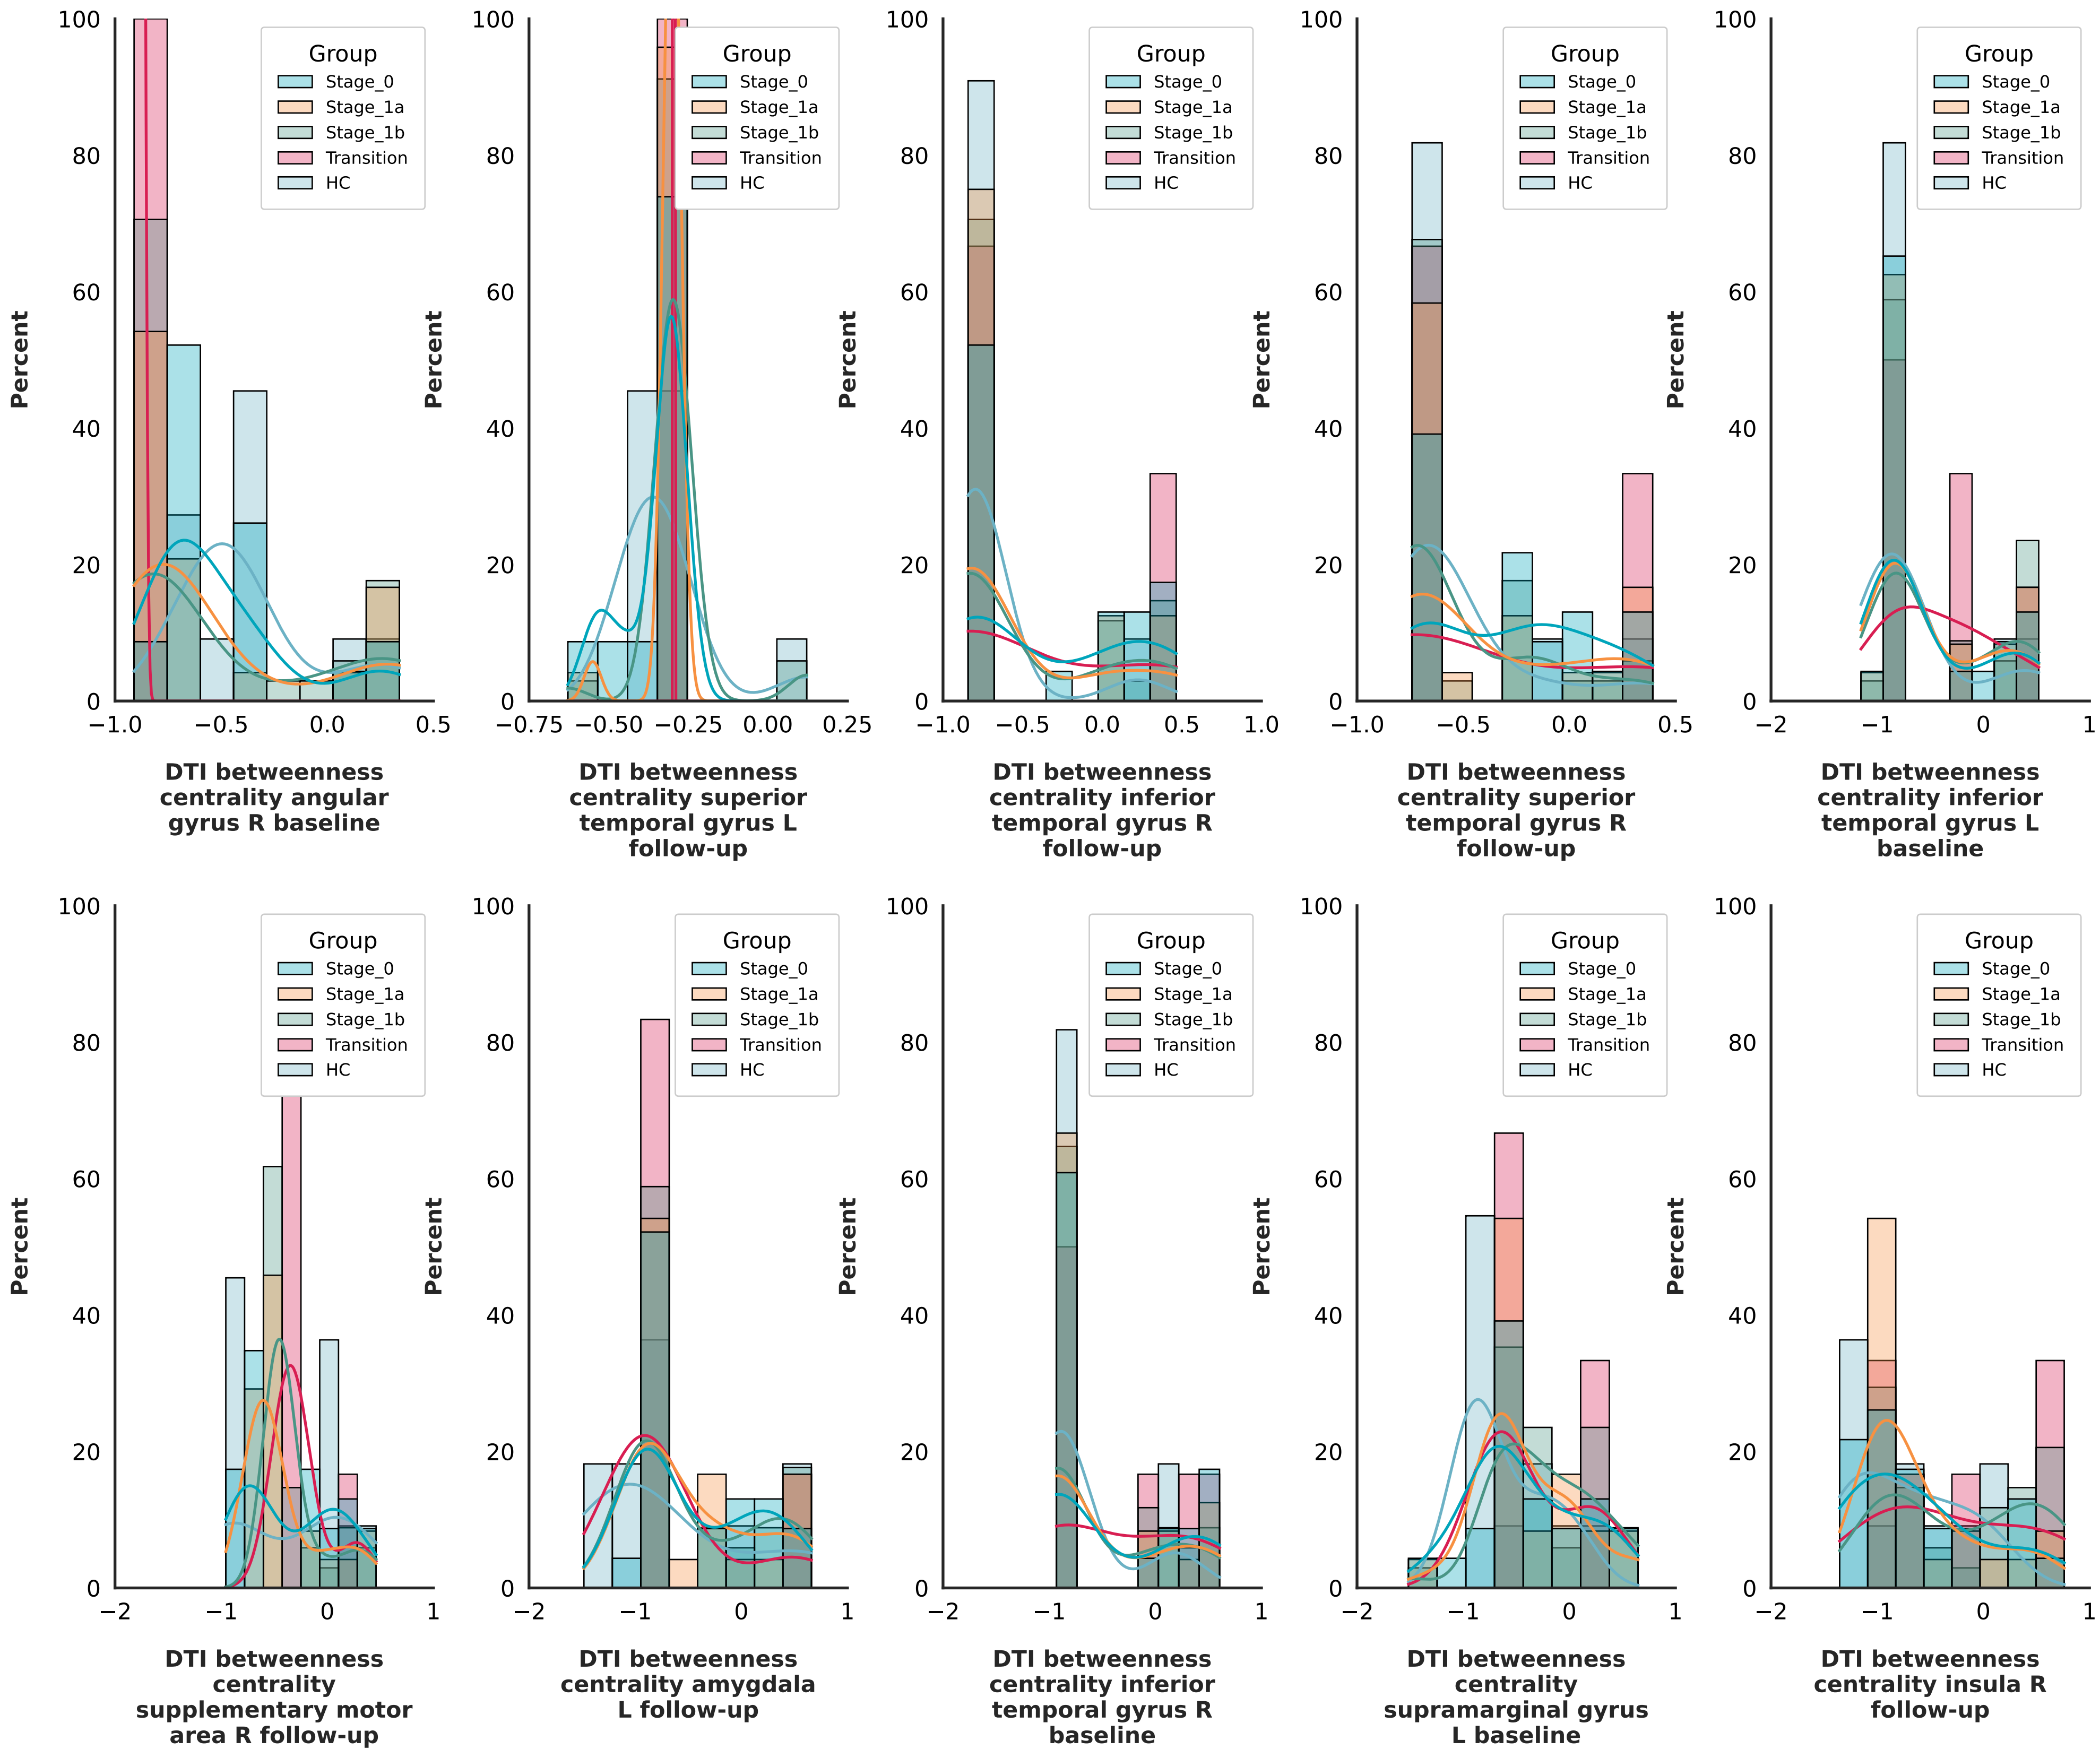 100
80
60
40
20
0
Percent
−1.0
−0.5
0.0
0.5
Group
Stage_0
Stage_1a
Stage_1b
Transition
HC
DTI betweenness
centrality angular
gyrus R baseline
100
80
60
40
20
0
Percent
−0.75
−0.25
0.00
0.25
Group
Stage_0
Stage_1a
Stage_1b
Transition
HC
DTI betweenness
centrality superior
temporal gyrus L
follow-up
100
80
60
40
20
0
Percent
−1.0
−0.5
0.0
0.5
1.0
Group
Stage_0
Stage_1a
Stage_1b
Transition
HC
DTI betweenness
centrality inferior
temporal gyrus R
follow-up
100
80
60
40
20
0
Percent
−1.0
−0.5
0.0
0.5
Group
Stage_0
Stage_1a
Stage_1b
Transition
HC
DTI betweenness
centrality superior
temporal gyrus R
follow-up
100
80
60
40
20
0
Percent
−2
−1
0
1
Group
Stage_0
Stage_1a
Stage_1b
Transition
HC
DTI betweenness
centrality inferior
temporal gyrus L
baseline
100
80
60
40
20
0
Percent
−2
−1
0
1
Group
Stage_0
Stage_1a
Stage_1b
Transition
HC
DTI betweenness
centrality
supplementary motor
area R follow-up
100
80
60
40
20
0
Percent
−2
−1
0
1
Group
Stage_0
Stage_1a
Stage_1b
Transition
HC
DTI betweenness
centrality amygdala
L follow-up
100
80
60
40
20
0
Percent
−2
−1
0
1
Group
Stage_0
Stage_1a
Stage_1b
Transition
HC
DTI betweenness
centrality inferior
temporal gyrus R
baseline
100
80
60
40
20
0
Percent
−2
−1
0
1
Group
Stage_0
Stage_1a
Stage_1b
Transition
HC
DTI betweenness
centrality
supramarginal gyrus
L baseline
100
80
60
40
20
0
Percent
−2
−1
0
1
Group
Stage_0
Stage_1a
Stage_1b
Transition
HC
DTI betweenness
centrality insula R
follow-up